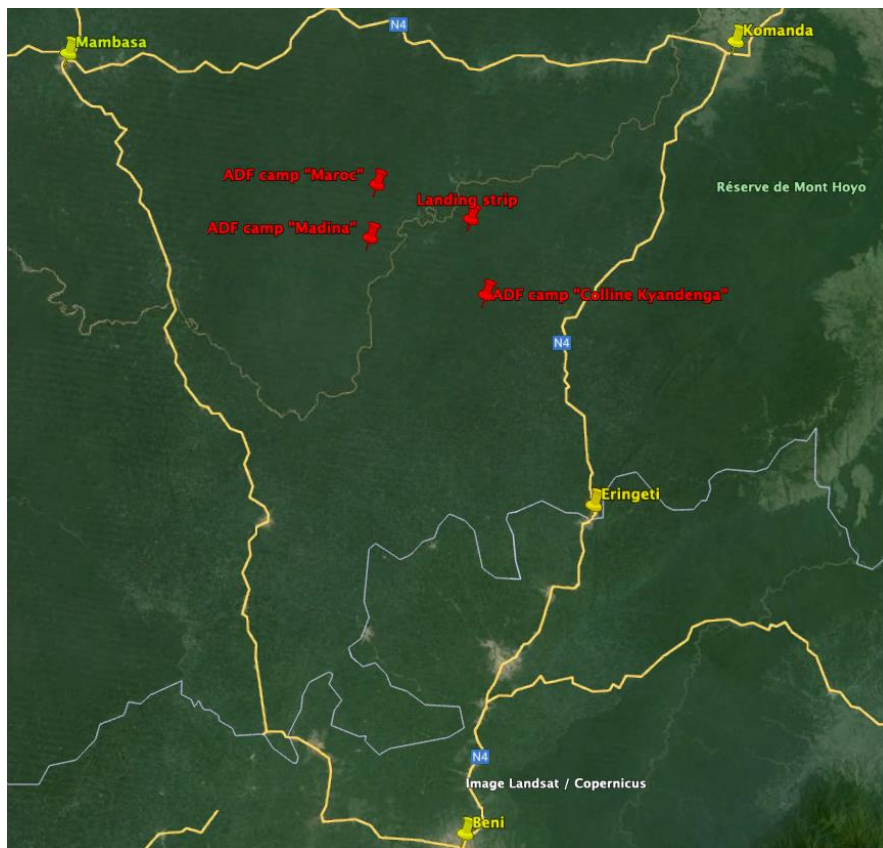 N4
Mambasa
Komanda
ADF camp "Maroc"
Réserve de Mont Hoyo
Landing strip
ADF camp "Madina"
ADF camp "Colline Kyandenga"
N4
Eringeti
N4
Image Landsat / Copernicus
Beni